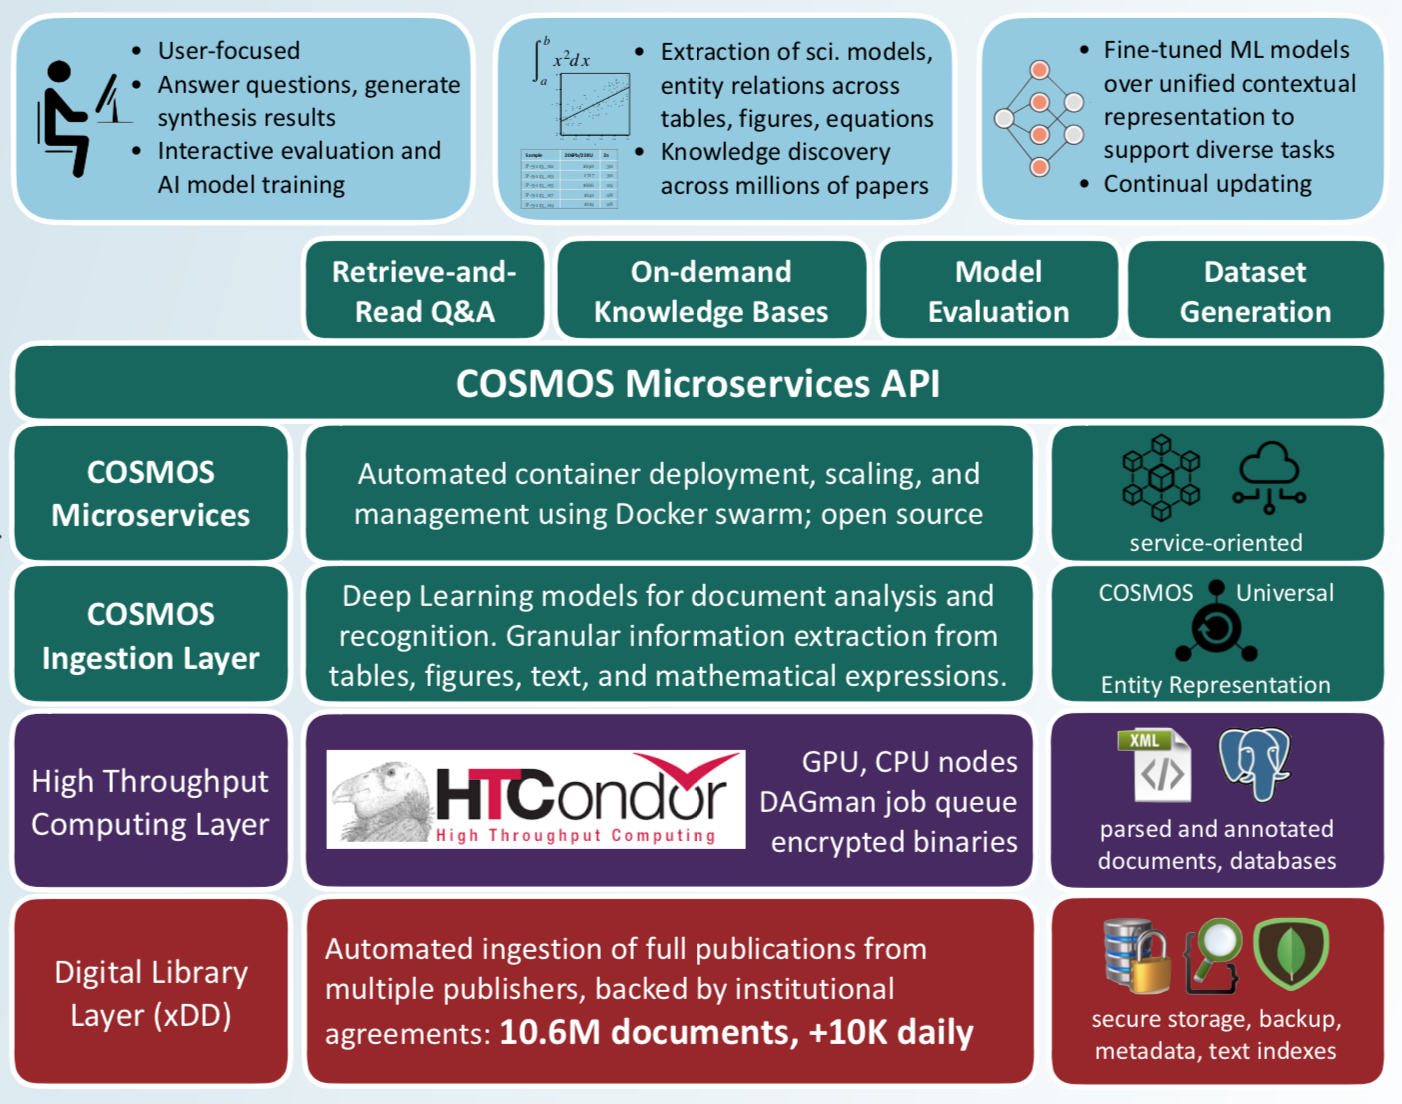 • User-focused
• Answer questions, generate
synthesis results
• Interactive evaluation and
AI model training
∫ₐᵇ x²dx
Sample 206Pb/238U 2s
• Extraction of sci. models,
entity relations across
tables, figures, equations
• Knowledge discovery
across millions of papers
• Fine-tuned ML models
over unified contextual
representation to
support diverse tasks
• Continual updating
Retrieve-and-
Read Q&A
On-demand
Knowledge Bases
Model
Evaluation
Dataset
Generation
COSMOS Microservices API
COSMOS
Microservices
Automated container deployment, scaling, and
management using Docker swarm; open source
service-oriented
COSMOS
Ingestion Layer
Deep Learning models for document analysis and
recognition. Granular information extraction from
tables, figures, text, and mathematical expressions.
COSMOS Universal
Entity Representation
High Throughput
Computing Layer
HTCondor
High Throughput Computing
GPU, CPU nodes
DAGman job queue
encrypted binaries
XML
</>
parsed and annotated
documents, databases
Digital Library
Layer (xDD)
Automated ingestion of full publications from
multiple publishers, backed by institutional
agreements: 10.6M documents, +10K daily
secure storage, backup,
metadata, text indexes